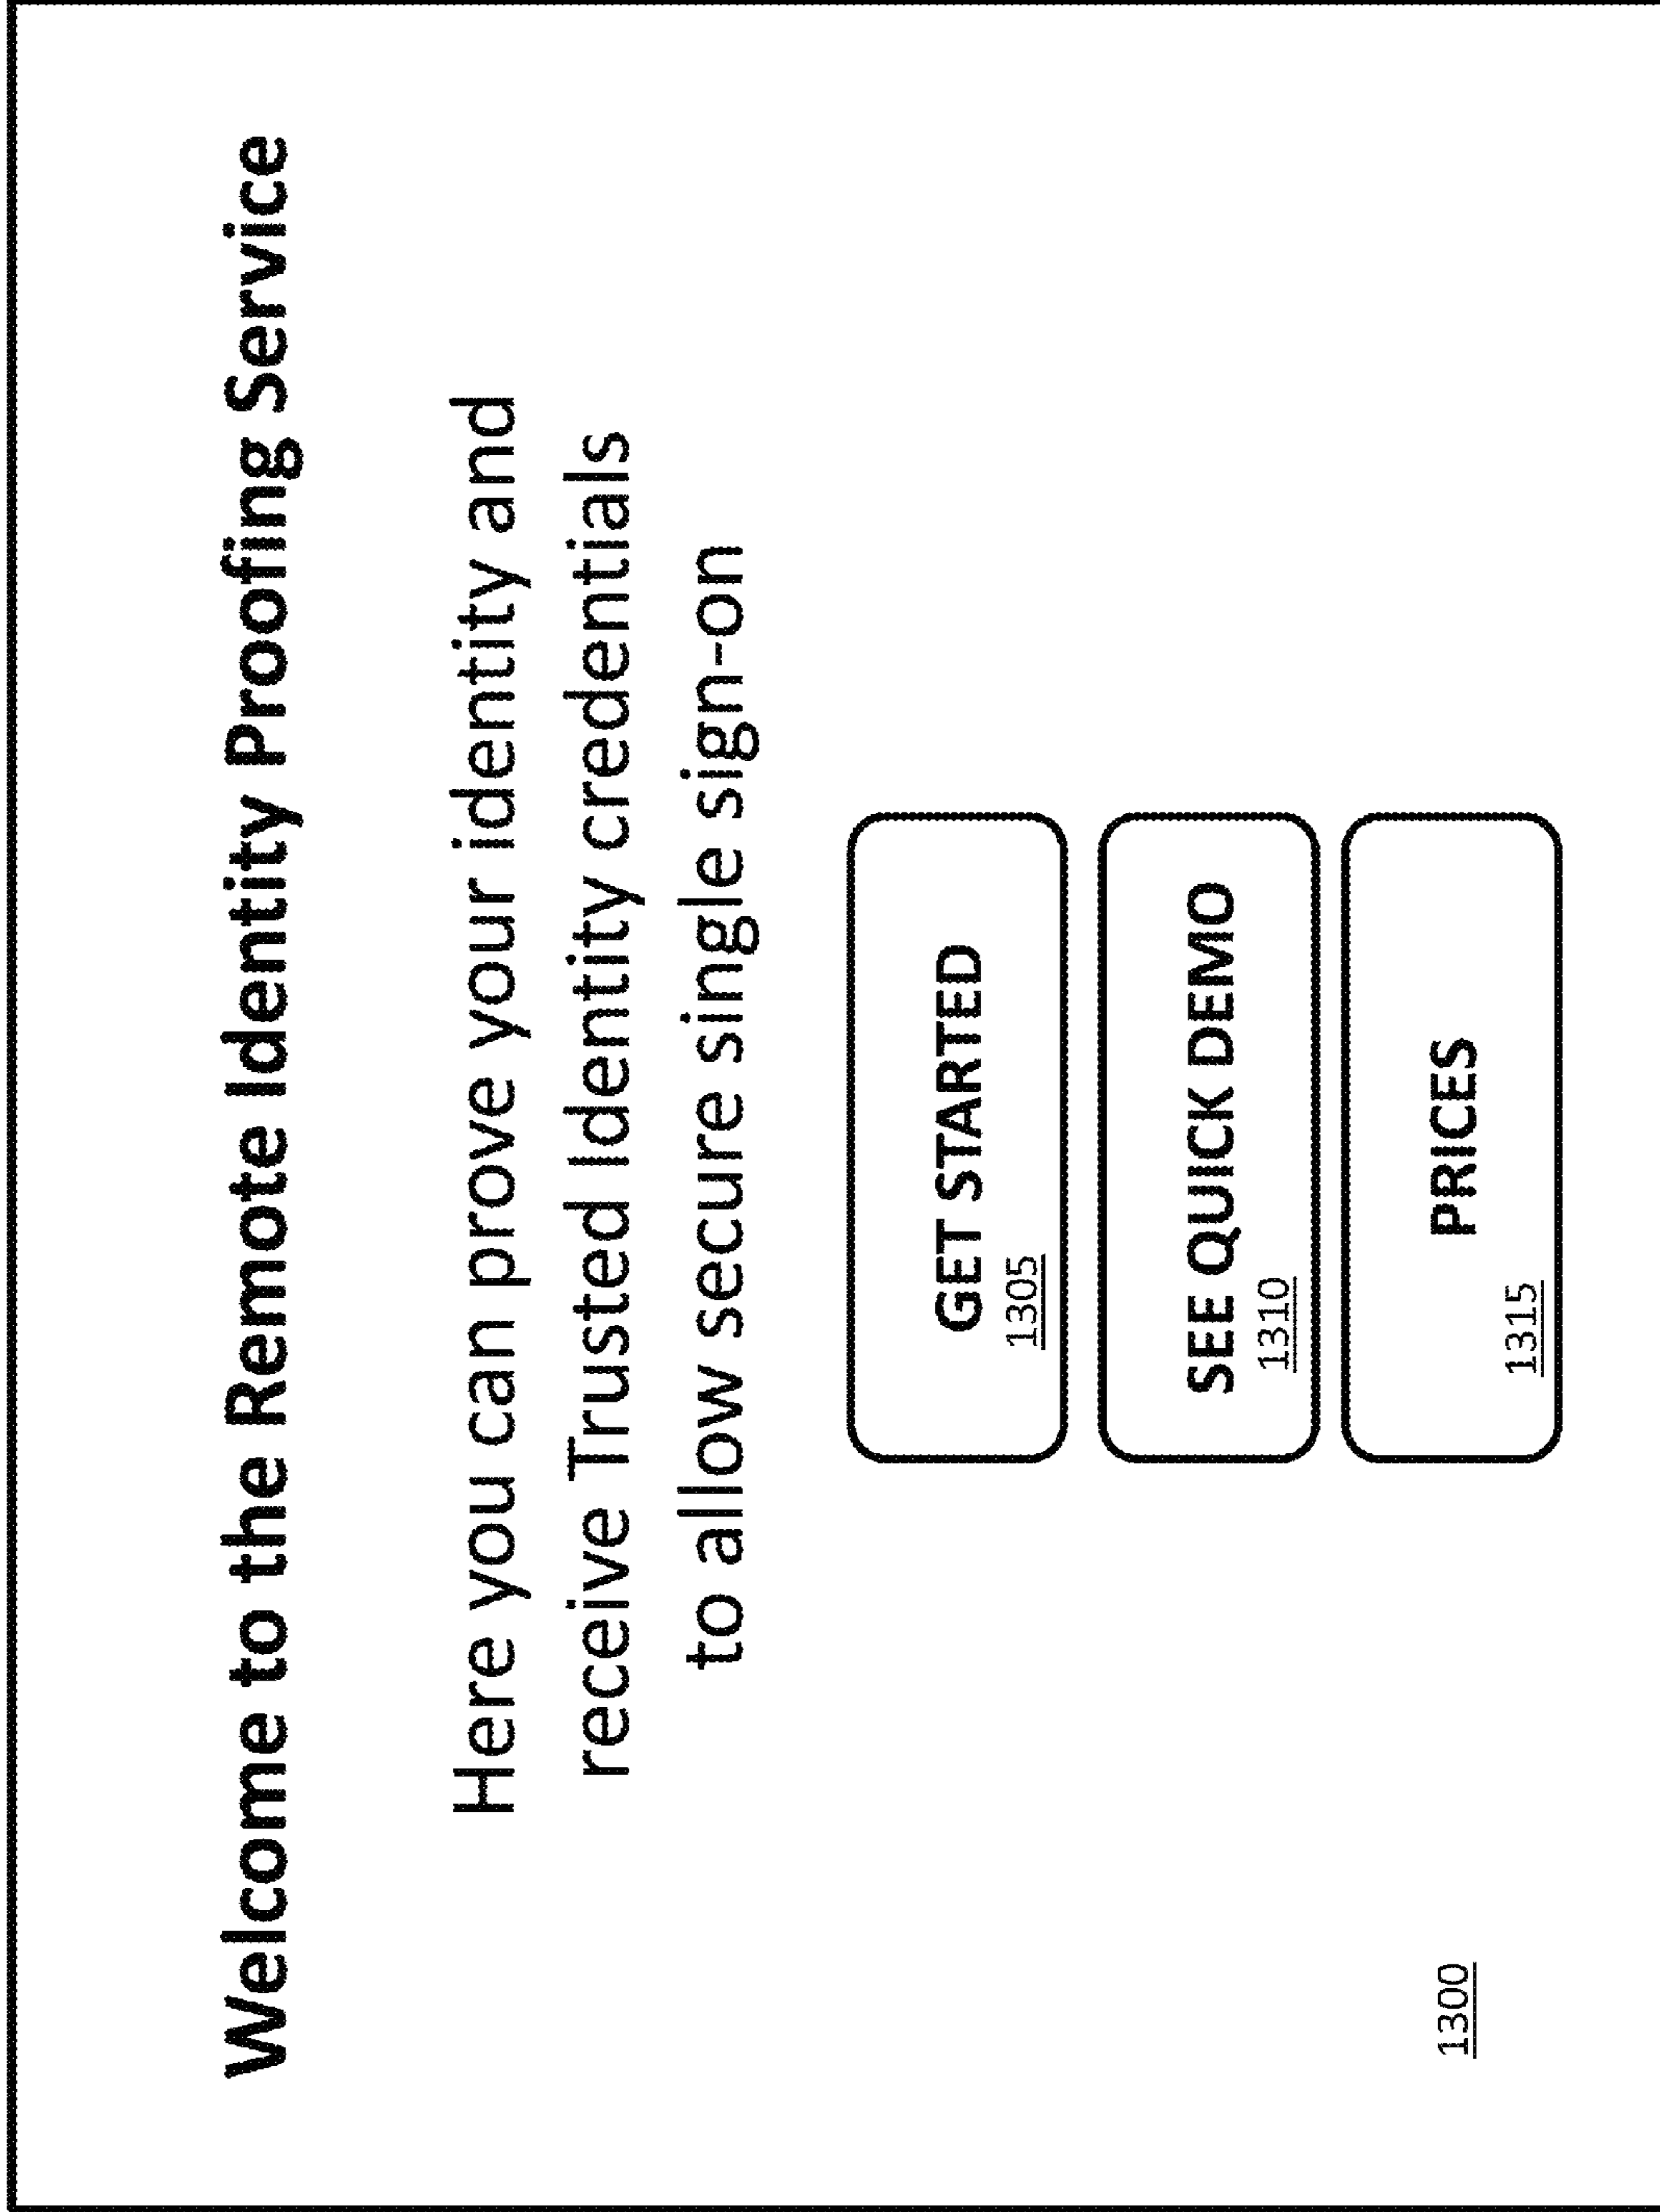 Welcome to the Remote Identity Proofing Service
Here you can prove your identity and
receive Trusted Identity credentials
to allow secure single sign-on
GET STARTED
1305
SEE QUICK DEMO
1310
PRICES
1315
1300